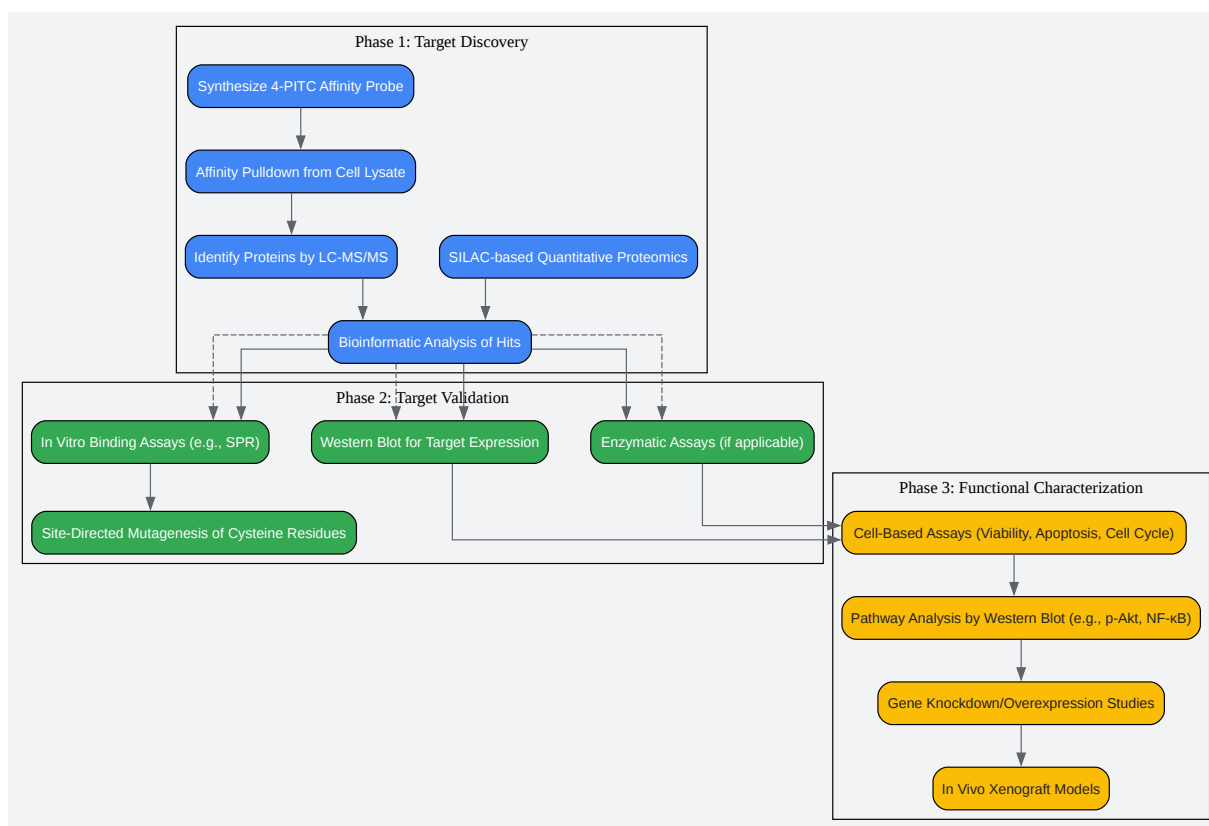 Phase 1: Target Discovery
Synthesize 4-PITC Affinity Probe
Affinity Pulldown from Cell Lysate
Identify Proteins by LC-MS/MS
SILAC-based Quantitative Proteomics
Bioinformatic Analysis of Hits
Phase 2: Target Validation
In Vitro Binding Assays (e.g., SPR)
Western Blot for Target Expression
Enzymatic Assays (if applicable)
Site-Directed Mutagenesis of Cysteine Residues
Phase 3: Functional Characterization
Cell-Based Assays (Viability, Apoptosis, Cell Cycle)
Pathway Analysis by Western Blot (e.g., p-Akt, NF-κB)
Gene Knockdown/Overexpression Studies
In Vivo Xenograft Models